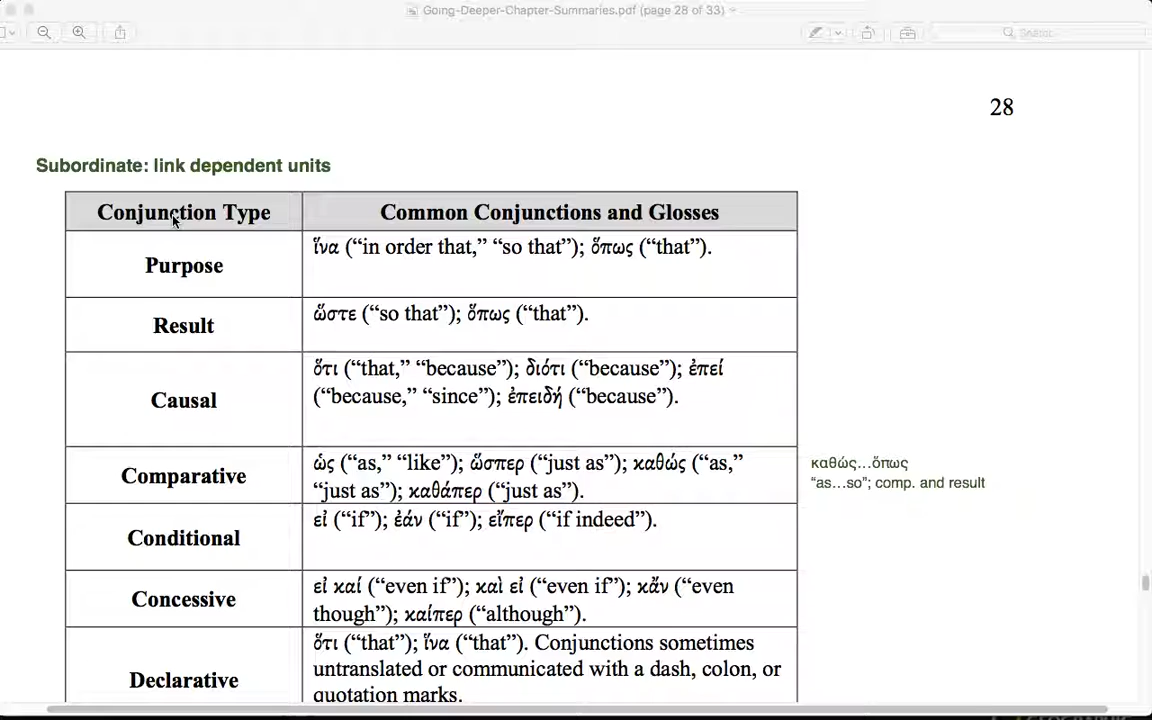 Going-Deeper-Chapter-Summaries.pdf (page 28 of 33)
Search
28
Subordinate: link dependent units
Conjunction Type
Common Conjunctions and Glosses
Purpose
ἵνα (“in order that,” “so that”); ὅπως (“that”).
Result
ὥστε (“so that”); ὅπως (“that”).
Causal
ὅτι (“that,” “because”); διότι (“because”); ἐπεί
(“because,” “since”); ἐπειδή (“because”).
Comparative
ὡς (“as,” “like”); ὥσπερ (“just as”); καθώς (“as,”
“just as”); καθάπερ (“just as”).
καθώς...ὅπως
“as...so”; comp. and result
Conditional
εἰ (“if”); ἐάν (“if”); εἴπερ (“if indeed”).
Concessive
εἰ καί (“even if”); καὶ εἰ (“even if”); κἄν (“even
though”); καίπερ (“although”).
Declarative
ὅτι (“that”); ἵνα (“that”). Conjunctions sometimes
untranslated or communicated with a dash, colon, or
quotation marks.